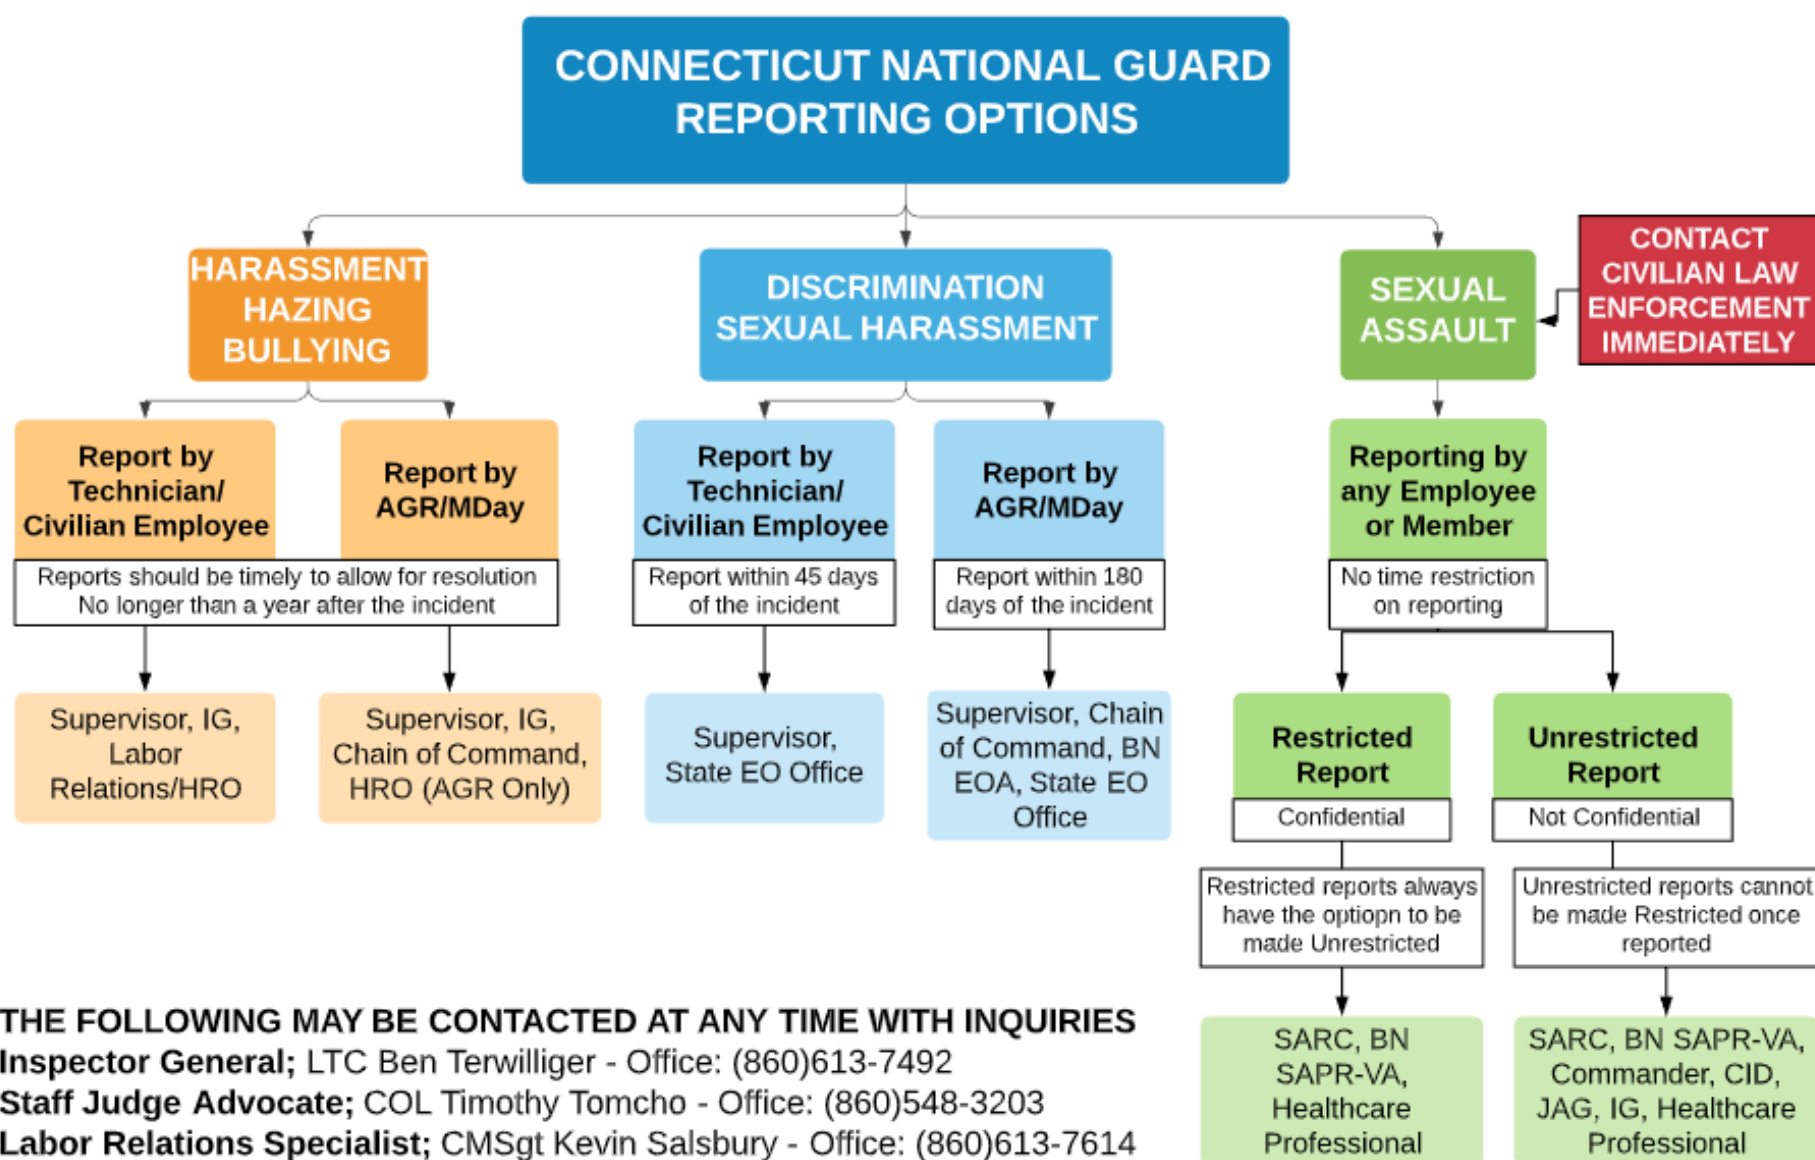 CONNECTICUT NATIONAL GUARD
REPORTING OPTIONS
HARASSMENT
HAZING
BULLYING
DISCRIMINATION
SEXUAL HARASSMENT
SEXUAL
ASSAULT
CONTACT
CIVILIAN LAW
ENFORCEMENT
IMMEDIATELY
Report by
Technician/
Civilian Employee
Report by
AGR/MDay
Reports should be timely to allow for resolution
No longer than a year after the incident
Supervisor, IG,
Labor
Relations/HRO
Supervisor, IG,
Chain of Command,
HRO (AGR Only)
Report by
Technician/
Civilian Employee
Report within 45 days
of the incident
Supervisor,
State EO Office
Report by
AGR/MDay
Report within 180
days of the incident
Supervisor, Chain
of Command, BN
EOA, State EO
Office
Reporting by
any Employee
or Member
No time restriction
on reporting
Restricted
Report
Confidential
Restricted reports always
have the optiopn to be
made Unrestricted
SARC, BN
SAPR-VA,
Healthcare
Professional
Unrestricted
Report
Not Confidential
Unrestricted reports cannot
be made Restricted once
reported
SARC, BN SAPR-VA,
Commander, CID,
JAG, IG, Healthcare
Professional
THE FOLLOWING MAY BE CONTACTED AT ANY TIME WITH INQUIRIES
Inspector General; LTC Ben Terwilliger - Office: (860)613-7492
Staff Judge Advocate; COL Timothy Tomcho - Office: (860)548-3203
Labor Relations Specialist; CMSgt Kevin Salsbury - Office: (860)613-7614